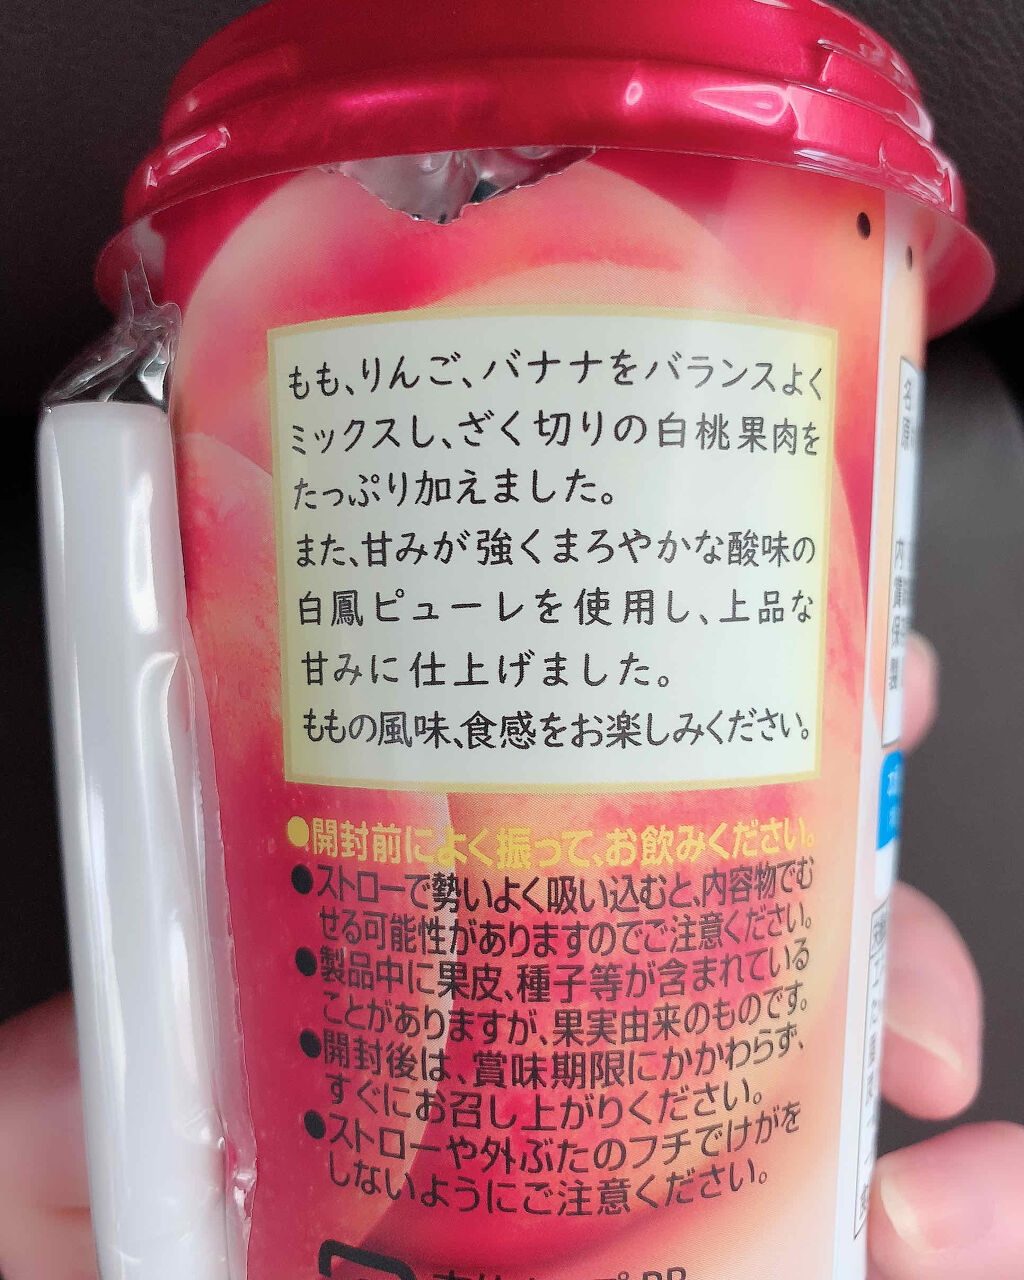 もも、りんご、バナナをバランスよく
ミックスし、ざく切りの白桃果肉を
たっぷり加えました。
また、甘みが強くまろやかな酸味の
白鳳ピューレを使用し、上品な
甘みに仕上げました。
ももの風味、食感をお楽しみください。
●開封前によく振って、お飲みください。
●ストローで勢いよく吸い込むと、内容物でむ
せる可能性がありますのでご注意ください。
●製品中に果皮、種子等が含まれている
ことがありますが、果実由来のものです。
●開封後は、賞味期限にかかわらず、
すぐにお召し上がりください。
●ストローや外ぶたのフチでけがを
しないようにご注意ください。